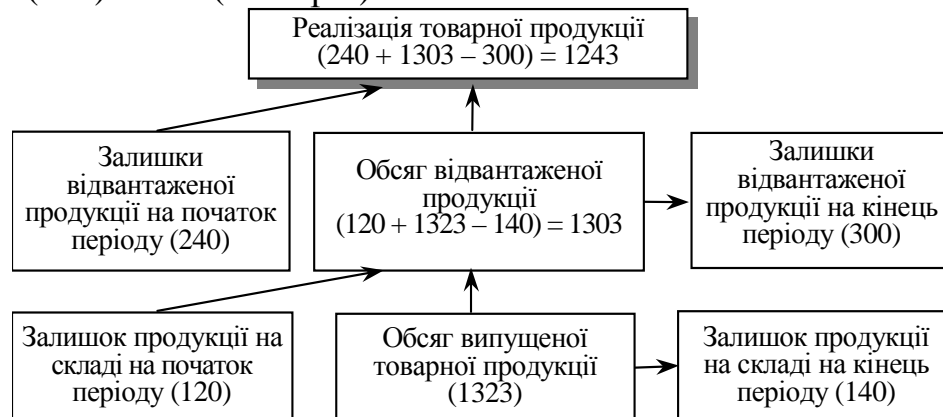 Реалізація товарної продукції
(240 + 1303 – 300) = 1243
Залишки
відвантаженої
продукції на початок
періоду (240)
Обсяг відвантаженої
продукції
(120 + 1323 – 140) = 1303
Залишки
відвантаженої
продукції на кінець
періоду (300)
Залишок продукції на
складі на початок
періоду (120)
Обсяг випущеної
товарної продукції
(1323)
Залишок продукції
на складі на кінець
періоду (140)